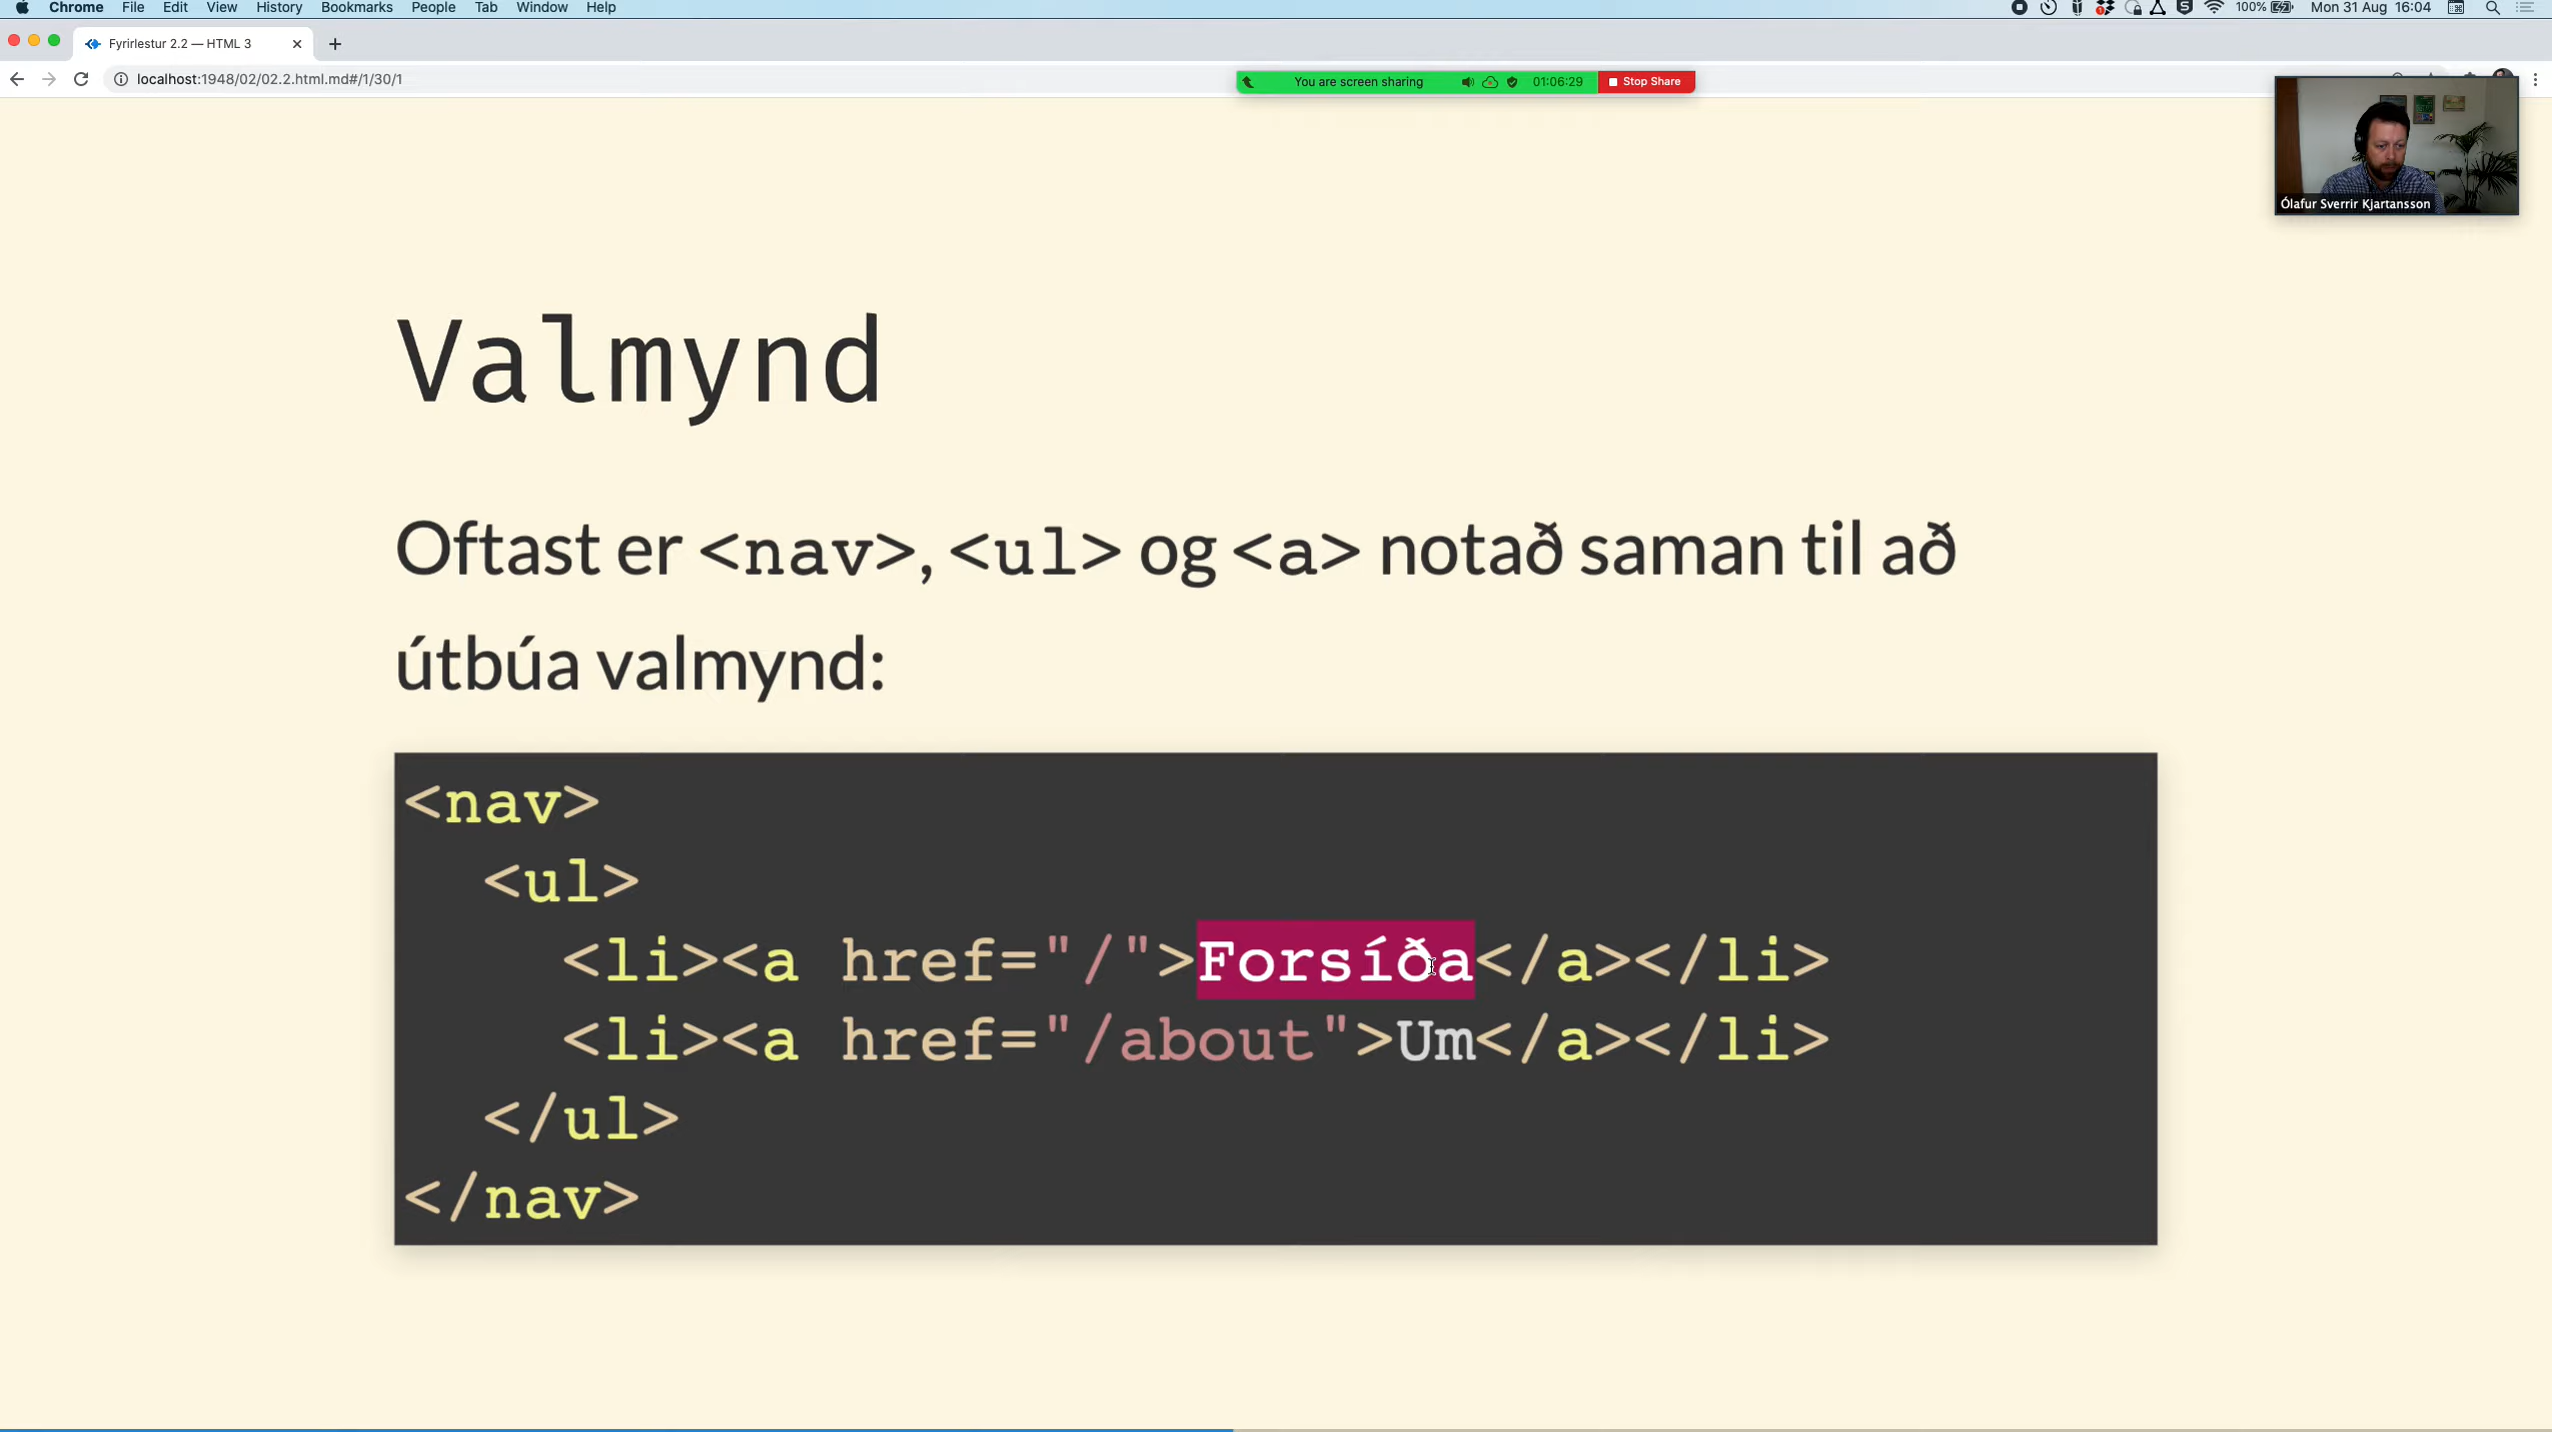 Chrome File Edit View History Bookmarks People Tab Window Help 100% Mon 31 Aug 16:04
Fyrirlestur 2.2 — HTML 3
localhost:1948/02/02.2.html.md#/1/30/1
You are screen sharing 01:06:29 Stop Share
Ólafur Sverrir Kjartansson
Valmynd
Oftast er <nav>, <ul> og <a> notað saman til að
útbúa valmynd:
<nav>
  <ul>
    <li><a href="/">Forsíða</a></li>
    <li><a href="/about">Um</a></li>
  </ul>
</nav>